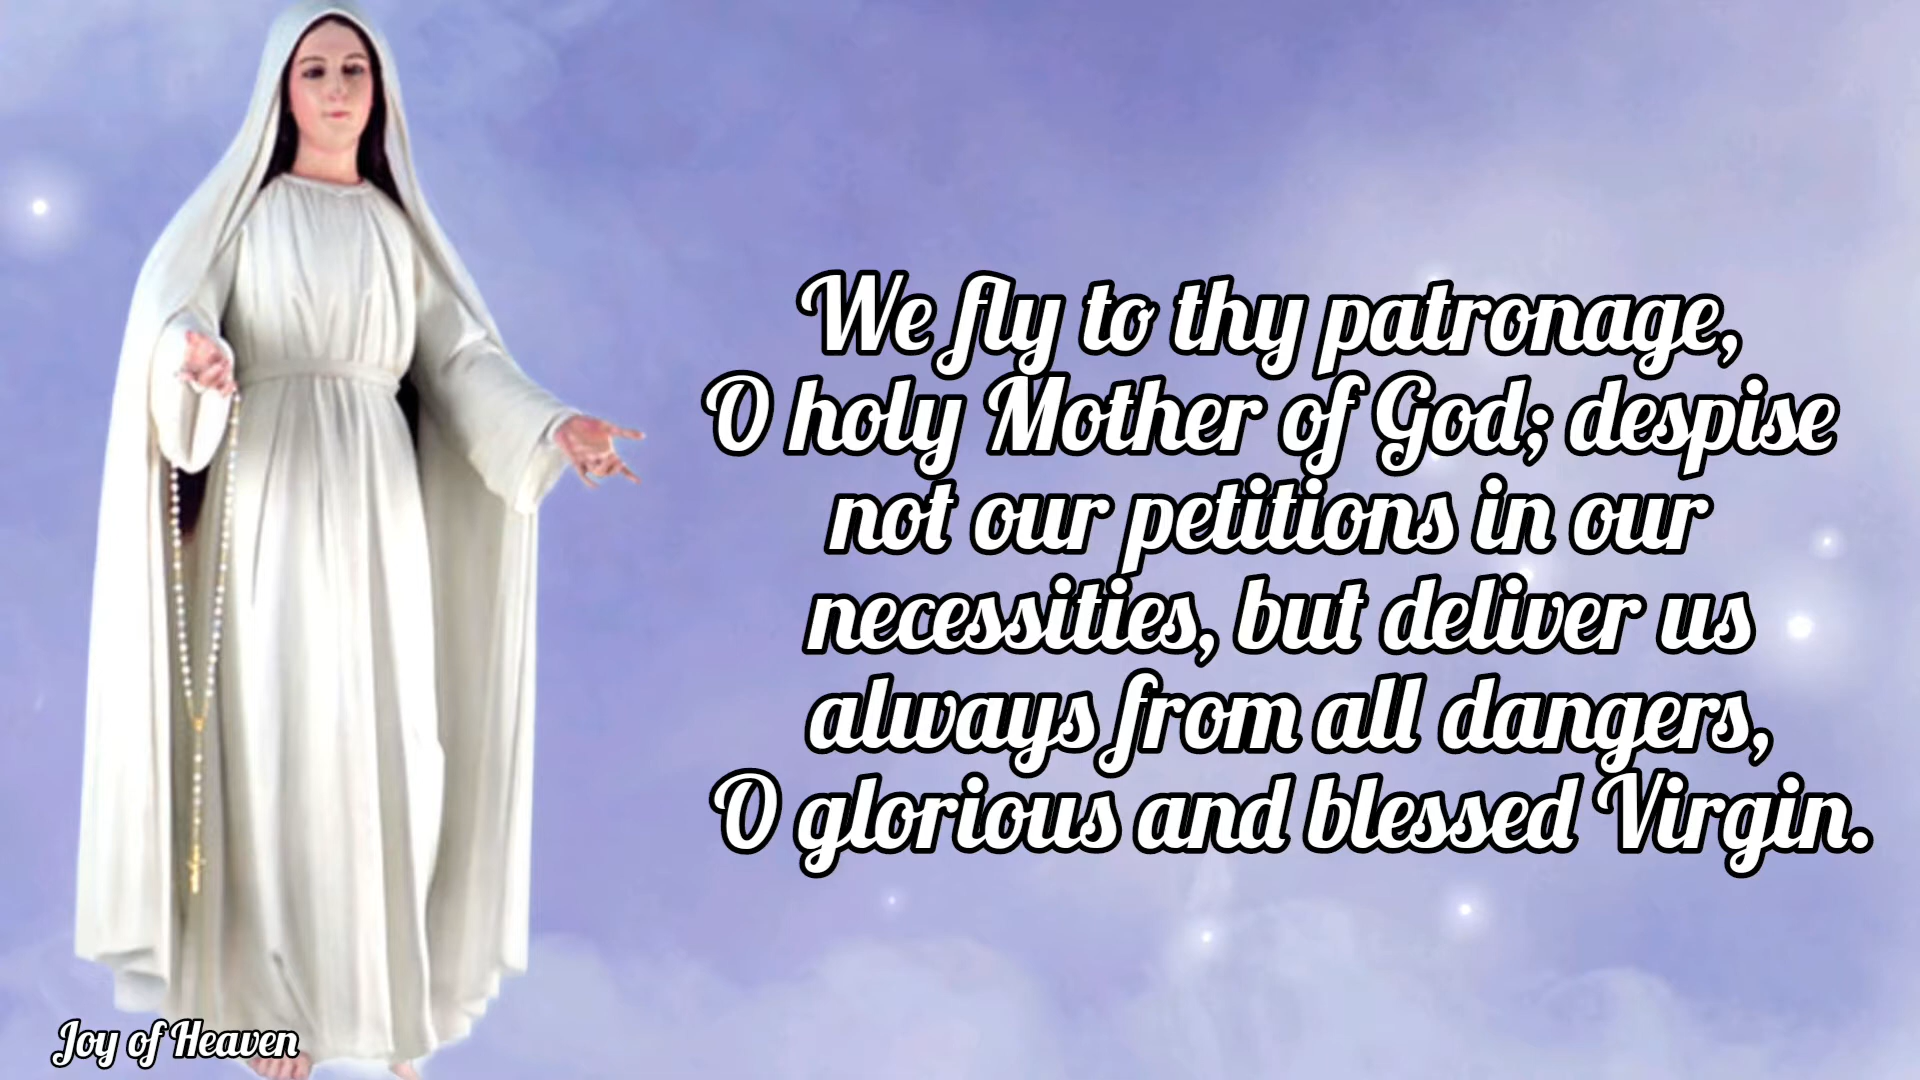 We fly to thy patronage,
O holy Mother of God; despise
not our petitions in our
necessities, but deliver us
always from all dangers,
O glorious and blessed Virgin.
Joy of Heaven